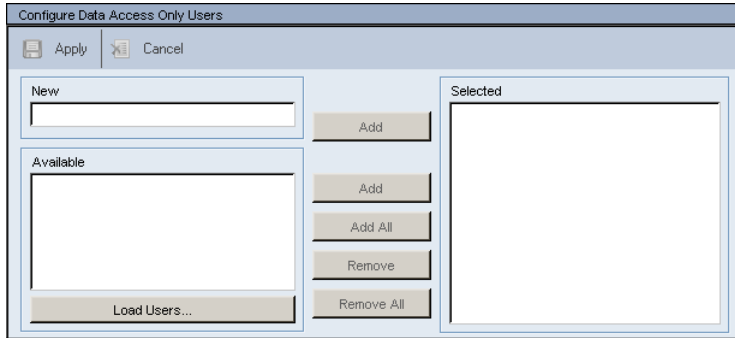 Configure Data Access Only Users
Apply Cancel
New
Add
Available
Add
Add All
Remove
Load Users...
Remove All
Selected